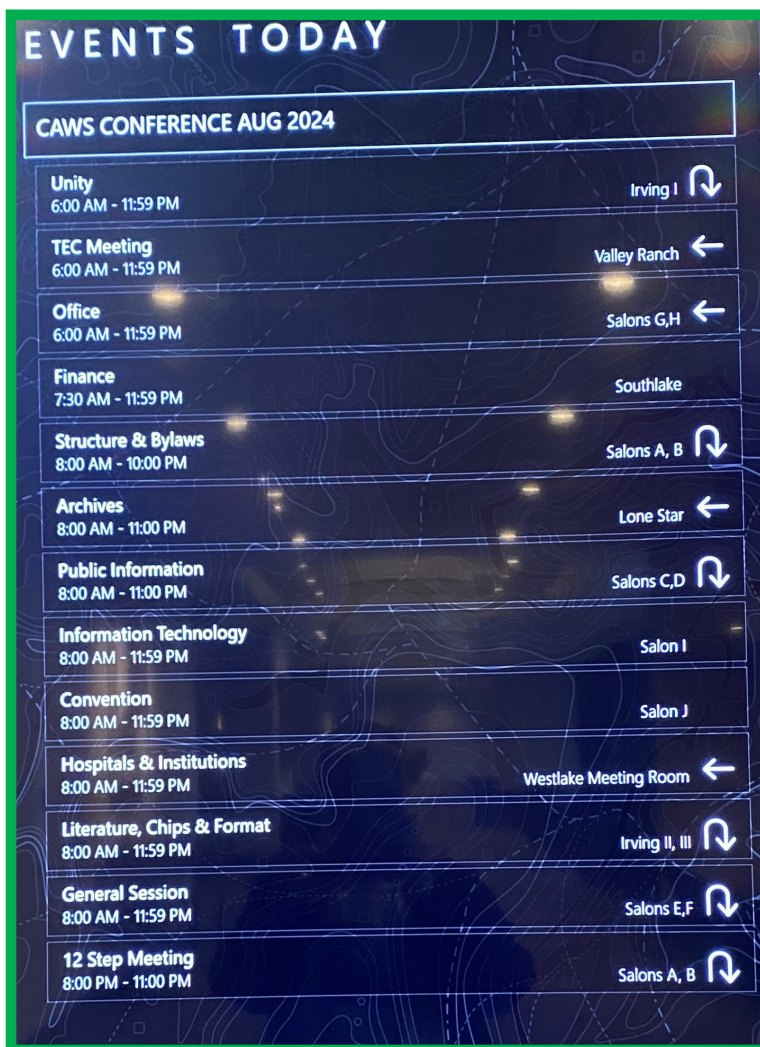 EVENTS TODAY
CAWS CONFERENCE AUG 2024
Unity
6:00 AM - 11:59 PM
Irving I
TEC Meeting
6:00 AM - 11:59 PM
Valley Ranch
Office
6:00 AM - 11:59 PM
Salons G,H
Finance
7:30 AM - 11:59 PM
Southlake
Structure & Bylaws
8:00 AM - 10:00 PM
Salons A, B
Archives
8:00 AM - 11:00 PM
Lone Star
Public Information
8:00 AM - 11:00 PM
Salons C,D
Information Technology
8:00 AM - 11:59 PM
Salon I
Convention
8:00 AM - 11:59 PM
Salon J
Hospitals & Institutions
8:00 AM - 11:59 PM
Westlake Meeting Room
Literature, Chips & Format
8:00 AM - 11:59 PM
Irving II, III
General Session
8:00 AM - 11:59 PM
Salons E,F
12 Step Meeting
8:00 PM - 11:00 PM
Salons A, B